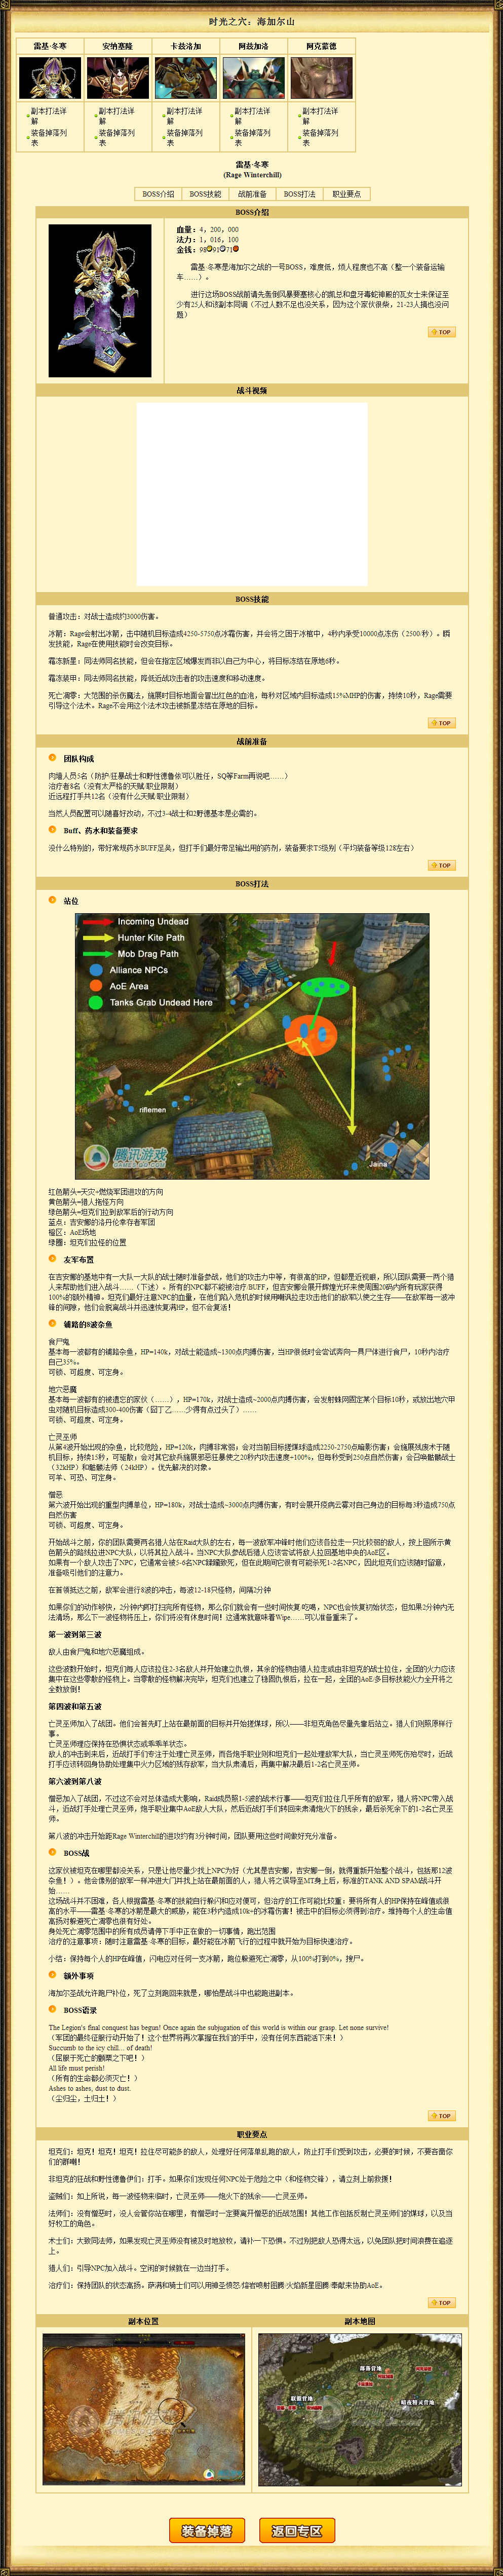 时光之穴：海加尔山
雷基·冬寒
安纳塞隆
卡兹洛加
阿兹加洛
阿克蒙德
副本打法详解
装备掉落列表
副本打法详解
装备掉落列表
副本打法详解
装备掉落列表
副本打法详解
装备掉落列表
副本打法详解
装备掉落列表
雷基·冬寒
(Rage Winterchill)
BOSS介绍
BOSS技能
战前准备
BOSS打法
职业要点
BOSS介绍
血量：4，200，000
法力：1，016，100
金钱：98 91 71
雷基·冬寒是海加尔之战的一号BOSS，难度低，烦人程度也不高（整一个装备运输
车……）。
进行这场BOSS战前请先蚤倒风暴要塞核心的凯总和盘牙毒蛇神殿的瓦女士来保证至
少有25人和该副本同调（不过人数不足也没关系，因为这个家伙很柴，21-23人搞也没问
题）
TOP
战斗视频
BOSS技能
普通攻击：对战士造成约3000伤害。
冰箭：Rage会射出冰箭，击中随机目标造成4250-5750点冰霜伤害，并会将之困于冰棺中，4秒内承受10000点冻伤（2500/秒）。瞬
发技能，Rage在使用技能时会改变目标。
霜冻新星：同法师同名技能，但会在指定区域爆发而非以自己为中心，将目标冻结在原地8秒。
霜冻装甲：同法师同名技能，降低近战攻击者的攻击速度和移动速度。
死亡凋零：大范围的杀伤魔法，施展时目标地面会冒出红色的血沧，每秒对区域内目标造成15%MHP的伤害，持续10秒，Rage需要
引导这个法术。Rage不会用这个法术攻击被新星冻结在原地的目标。
TOP
战前准备
团队构成
肉墙人员5名（防护/狂暴战士和野性德鲁依可以胜任，SQ等Farm再说吧……）
治疗者8名（没有太严格的天赋/职业限制）
近远程打手共12名（没有什么天赋/职业限制）
当然人员配置可以随喜好改动，不过3-4战士和2野德基本是必需的。
Buff、药水和装备要求
没什么特别的，带好常规药水BUFF足矣，但打手们最好带足输出用的药剂，装备要求T5级别（平均装备等级128左右）
TOP
BOSS打法
站位
Incoming Undead
Hunter Kite Path
Mob Drag Path
Alliance NPCs
AoE Area
Tanks Grab Undead Here
riflemen
Jaina
腾讯游戏
GAMES.QQ.COM
红色箭头=天灾+燃烧军团进攻的方向
黄色箭头=猎人拖怪方向
绿色箭头=坦克们拉到敌军后的行动方向
蓝点：吉安娜的洛丹伦幸存者军团
橙区：AoE场地
绿圈：坦克们拉怪的位置
友军布置
在吉安娜的基地中有一大队一大队的战士随时准备参战，他们的攻击力中等，有很高的HP，但都是近视眼，所以团队需要一两个猎
人来帮助他们进入战斗……（下述）。所有的NPC都不能被治疗/BUFF，但吉安娜会展开辉煌光环来使周围20码内所有玩家获得
100%的额外精神。坦克们最好注意NPC的血量，在他们陷入危机的时候用嘲讽拉走攻击他们的敌军以使之生存——在敌军每一波冲
锋的间隙，他们会脱离战斗并迅速恢复满HP，但不会复活！
铺路的8波杂鱼
食尸鬼
基本每一波都有的铺路杂鱼，HP=140k，对战士能造成~1300点肉搏伤害，当HP很低时会尝试奔向一具尸体进行食尸，10秒内治疗
自己35%。
可锁、可超度、可定身。
地穴恶魔
基本每一波都有的被遗忘的家伙（……），HP=170k，对战士造成~2000点肉搏伤害，会发射蛛网固定某个目标10秒，或放出地穴甲
虫对随机目标造成300-400伤害（囧丁乙……少得有点过头了）……
可锁、可超度、可定身。
亡灵巫师
从第4波开始出现的杂鱼，比较危险，HP=120k，肉搏非常弱；会对当前目标搓煤球造成2250-2750点暗影伤害；会施展残废术于随
机目标，持续15秒，可驱散；会对其它敌兵施展邪恶狂暴使之20秒内攻击速度+100%，但每秒受到250点自然伤害；会召唤骷髅战士
（32kHP）和骷髅法师（24kHP）。优先解决的对象。
可羊、可恐、可定身。
憎恶
第六波开始出现的重型肉搏单位，HP=180k，对战士造成~3000点肉搏伤害，有时会展开疫病云雾对自己身边的目标每3秒造成750点
自然伤害
可锁、可超度、可定身。
开始战斗之前，你的团队需要两名猎人站在Raid大队的左右，每一波敌军冲锋时他们应该首拉走一只比较弱的敌人，按上图所示黄
色箭头的路线拉进NPC大队，以将其拉入战斗。当NPC大队参战后猎人应该尝试将敌人拉回基地中央的AoE区。
如果有一个敌人攻击了NPC，它通常会被5-6名NPC蹂躏致死，但在此期间它很有可能杀死1-2名NPC，因此坦克们应该随时留意，
准备吸引他们的注意力。
在首领抵达之前，敌军会进行8波的冲击，每波12-18只怪物，间隔2分钟
如果你们的动作够快，2分钟内即可扫完所有怪物，那么你们就会有一些时间恢复/吃喝，NPC也会恢复初始状态，但如果2分钟内无
法清场，那么下一波怪物将压上，你们将没有休息时间！这通常就意味着Wipe……可以准备重来了。
第一波到第三波
敌人由食尸鬼和地穴恶魔组成。
这些波数开始时，坦克们每人应该拉住2-3名敌人并开始建立仇恨，其余的怪物由猎人拉走或由非坦克的战士拉住，全团的火力应该
集中在这些零散的怪物上。当零散的怪物解决完毕，坦克们也建立了稳固仇恨后，拉在一起，全团的AoE/多目标技能火力全开将之
全数放倒！
第四波和第五波
亡灵巫师加入了战团。他们会首先盯上站在最前面的目标并开始搓煤球，所以——非坦克角色尽量先靠后站立。猎人们则照原样行
事。
亡灵巫师理应保持在恐惧状态或乖乖羊状态。
敌人的冲击到来后，近战打手们专注于处理亡灵巫师，而音炮手职业则和坦克们一起处理敌军大队，当亡灵巫师死伤殆尽时，近战
打手应该转回身协助处理集中火力区域的残存敌军，当大队肃清后，再集中解决最后1-2名亡灵巫师。
第六波到第八波
憎恶加入了战团，不过这不会对总体造成大影响，Raid成员照1-5波的战术行事——坦克们拉住几乎所有的敌军，猎人将NPC带入战
斗，近战打手处理亡灵巫师，炮手职业集中AoE敌人大队，然后近战打手们转回来肃清炮火下的残余，最后杀死余下的1-2名亡灵巫
师。
第八波的冲击开始距Rage Winterchill的进攻约有3分钟时间，团队要用这些时间做好充分准备。
BOSS战
这家伙被坦克在哪里都没关系，只是让他尽量少找上NPC为好（尤其是吉安娜，吉安娜一倒，就得重新开始整个战斗，包括那12波
杂鱼！）。他会像别的敌军一样冲进大门并找上站在最前面的人，猎人将之误导至MT身上后，标准的TANK AND SPAM战斗开
始……
这场战斗并不困难，各人根据雷基·冬寒的技能自行躲闪和应对便可，但治疗的工作可能比较重：要将所有人的HP保持在峰值或很
高的水平——雷基·冬寒的冰箭是最大的威胁，能在3秒内造成10k+的冰霜伤害！被击中的目标必须得到治疗。维持每个人的生命值
高扬对躲避死亡凋零也很有好处。
身处死亡凋零范围中的所有成员请停下手中正在做的一切事情，跑出范围
治疗的注意事项：随时注意雷基·冬寒的目标，最好能在冰箭飞行的过程中就开始为目标快速治疗。
小结：保持每个人的HP在峰值，闪电应对任何一支冰箭，跑位躲避死亡凋零，从100%打到0%，搜尸。
额外事项
海加尔圣战允许跑尸补位，死了立刻跑回来就是，哪怕是战斗中也能跑进副本。
BOSS语录
The Legion's final conquest has begun! Once again the subjugation of this world is within our grasp. Let none survive!
（军团的最终征服行动开始了！这个世界将再次掌握在我们的手中，没有任何东西能活下来！）
Succumb to the icy chill... of death!
（屈服于死亡的颤栗之下吧！）
All life must perish!
（所有的生命都必须灭亡！）
Ashes to ashes, dust to dust.
（尘归尘，土归土！）
TOP
职业要点
坦克们：坦克！坦克！坦克！拉住尽可能多的敌人，处理好任何落单乱跑的敌人，防止打手们受到攻击，必要的时候，不要吝啬你
们的群嘲！
非坦克的狂战和野性德鲁伊们：打手。如果你们发现任何NPC处于危险之中（和怪物交锋），请立刻上前救援！
盗贼们：如上所说，每一波怪物来临时，亡灵巫师——炮火下的残余——亡灵巫师。
法师们：没有憎恶时，没人会管你站在哪里，有憎恶时一定要离开憎恶的近战范围！其他工作包括反制亡灵巫师们的煤球，以及当
好牧工的角色。
术士们：大致同法师，如果发现亡灵巫师没有被及时地放牧，请补一下恐惧。不过别把敌人恐得太远，以免团队把时间浪费在追逐
上。
猎人们：引导NPC加入战斗。空闲的时候就在一边当打手。
治疗们：保持团队的状态高扬。萨满和骑士们可以用神圣愤怒/熔岩喷射图腾/火焰新星图腾/奉献来协助AoE。
TOP
副本位置
副本地图
部落营地
联盟营地
暗夜精灵营地
装备掉落
返回专区